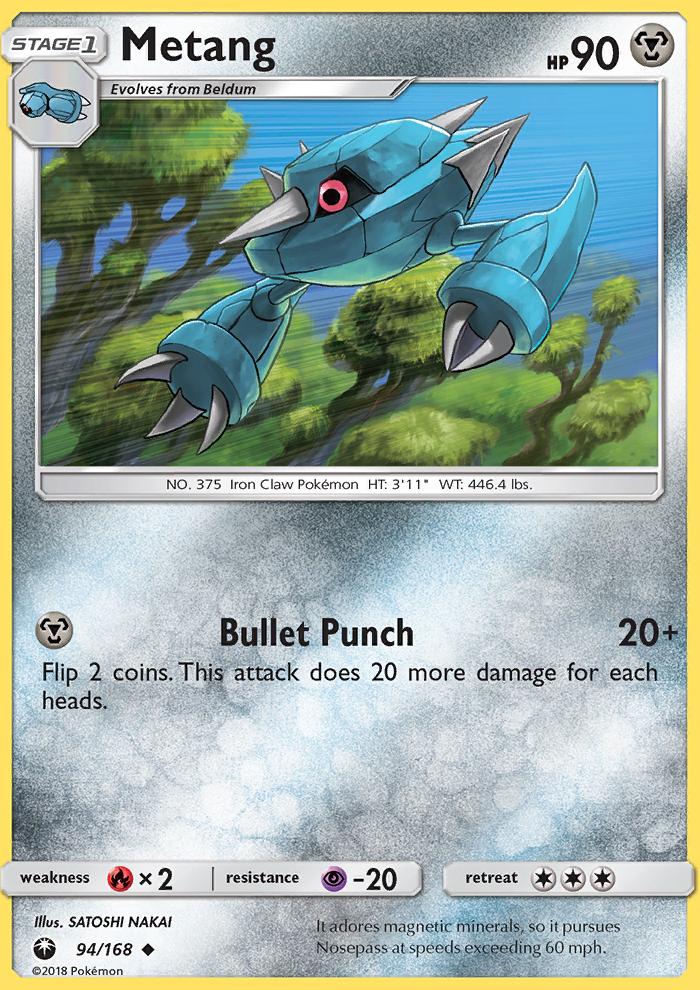 STAGE1
Metang
HP 90
Evolves from Beldum
NO. 375 Iron Claw Pokémon HT: 3'11" WT: 446.4 lbs.
Bullet Punch 20+
Flip 2 coins. This attack does 20 more damage for each
heads.
weakness ×2 resistance -20 retreat
Illus. SATOSHI NAKAI
94/168
©2018 Pokémon
It adores magnetic minerals, so it pursues
Nosepass at speeds exceeding 60 mph.